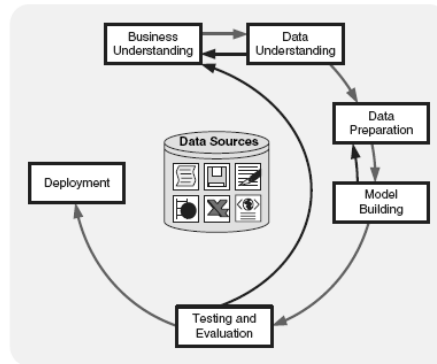 Business
Understanding
Data
Understanding
Data Sources
Data
Preparation
Deployment
Model
Building
Testing and
Evaluation